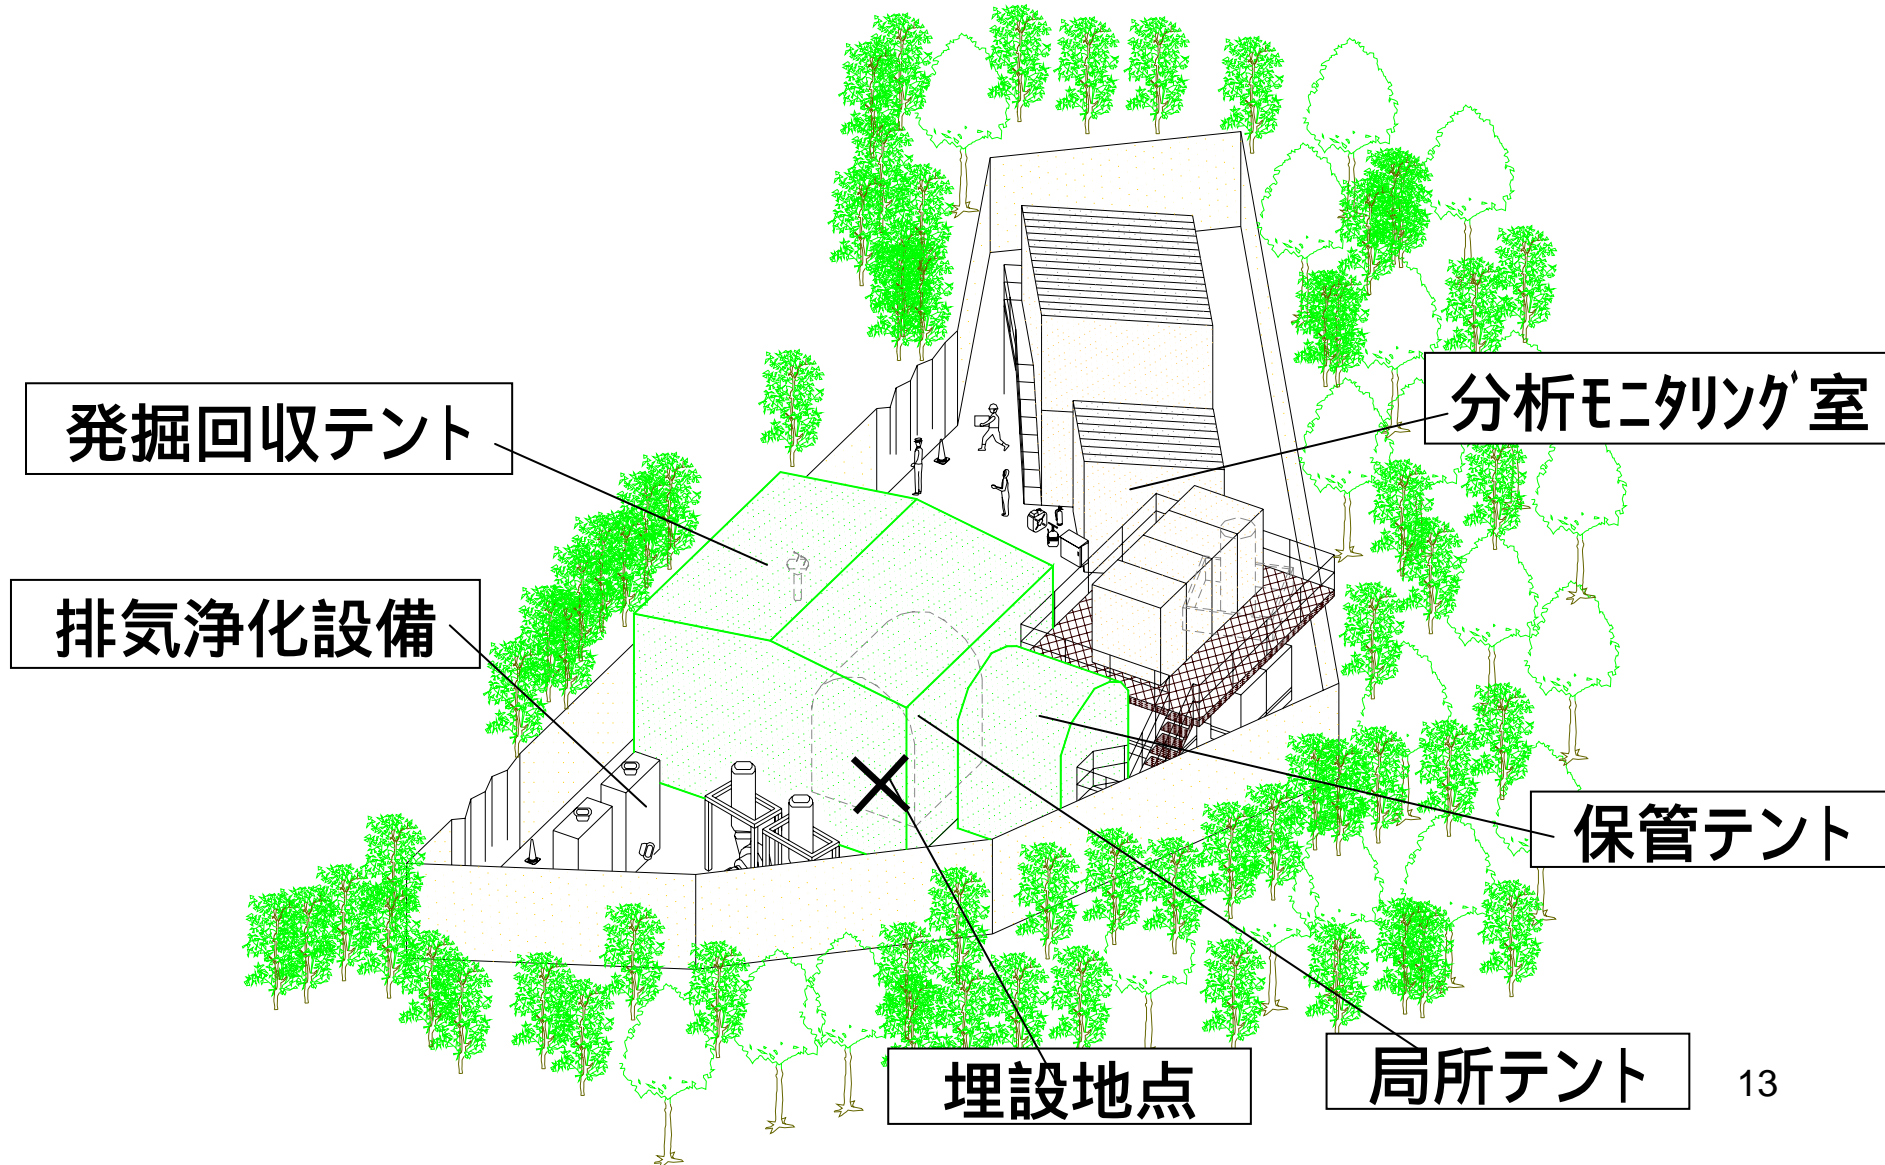 発掘回収テント
分析ﾓﾆﾀﾘﾝｸﾞ室
排気浄化設備
保管テント
局所テント
埋設地点
13